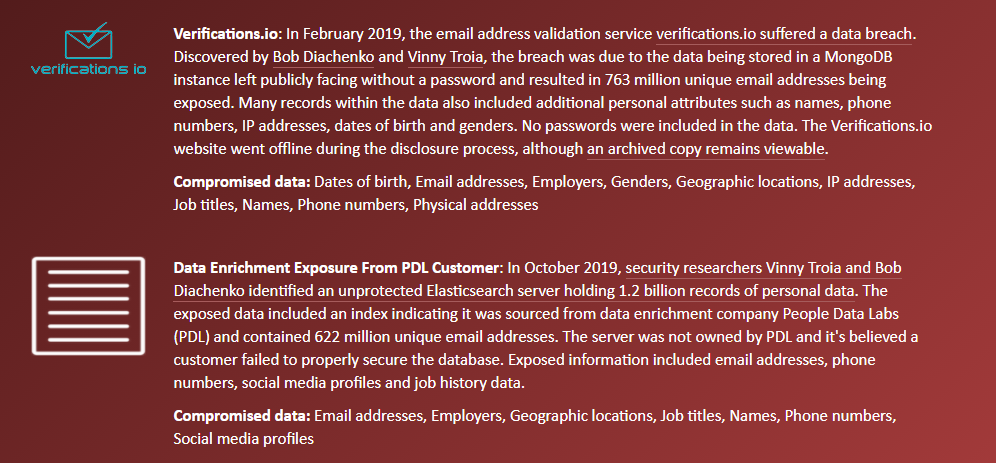 verifications io
Verifications.io: In February 2019, the email address validation service verifications.io suffered a data breach.
Discovered by Bob Diachenko and Vinny Troia, the breach was due to the data being stored in a MongoDB
instance left publicly facing without a password and resulted in 763 million unique email addresses being
exposed. Many records within the data also included additional personal attributes such as names, phone
numbers, IP addresses, dates of birth and genders. No passwords were included in the data. The Verifications.io
website went offline during the disclosure process, although an archived copy remains viewable.
Compromised data: Dates of birth, Email addresses, Employers, Genders, Geographic locations, IP addresses,
Job titles, Names, Phone numbers, Physical addresses
Data Enrichment Exposure From PDL Customer: In October 2019, security researchers Vinny Troia and Bob
Diachenko identified an unprotected Elasticsearch server holding 1.2 billion records of personal data. The
exposed data included an index indicating it was sourced from data enrichment company People Data Labs
(PDL) and contained 622 million unique email addresses. The server was not owned by PDL and it's believed a
customer failed to properly secure the database. Exposed information included email addresses, phone
numbers, social media profiles and job history data.
Compromised data: Email addresses, Employers, Geographic locations, Job titles, Names, Phone numbers,
Social media profiles